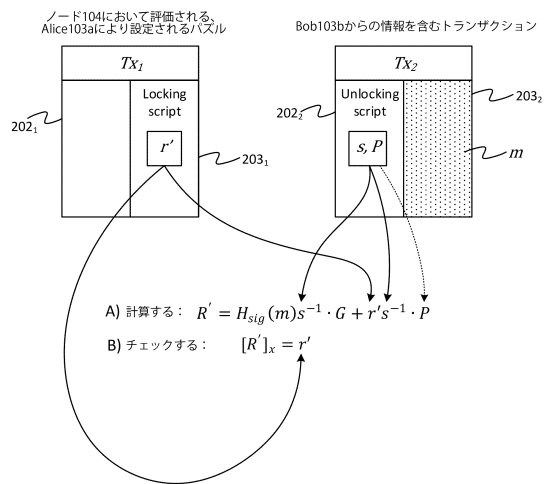 ノード104において評価される、
Alice103aにより設定されるパズル
Bob103bからの情報を含むトランザクション
Tx₁
Tx₂
Locking
script
Unlocking
script
202₁
203₁
202₂
203₂
r'
s, P
m
A) 計算する： R' = H_sig(m)s⁻¹ · G + r's⁻¹ · P
B) チェックする： [R']ₓ = r'